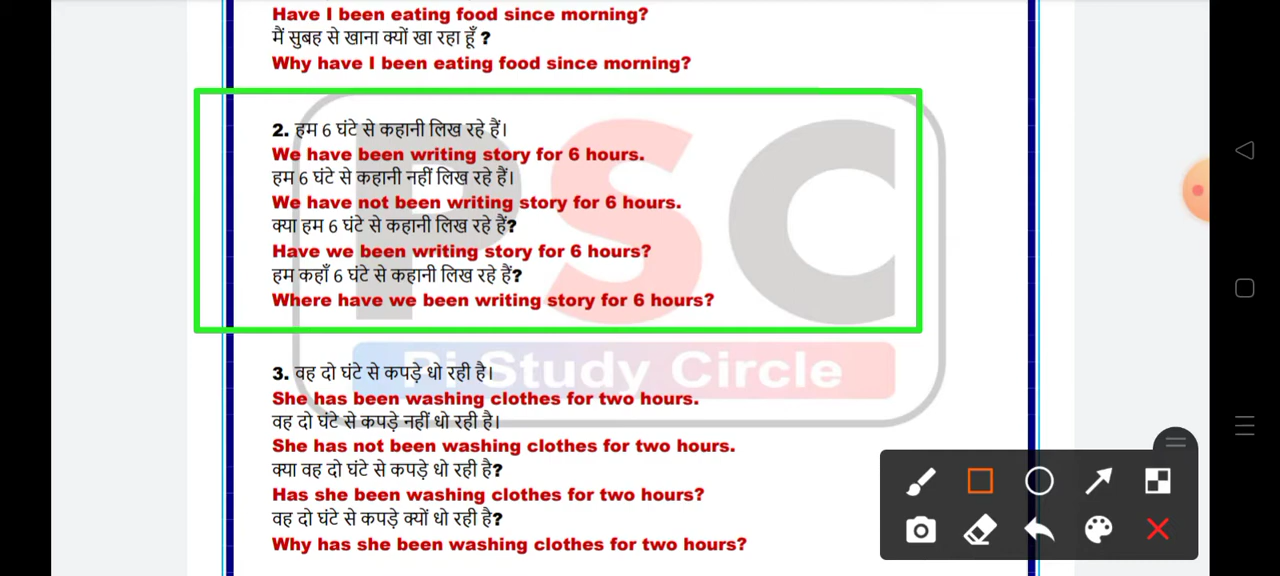 Have I been eating food since morning?
मैं सुबह से खाना क्यों खा रहा हूँ ?
Why have I been eating food since morning?
2. हम 6 घंटे से कहानी लिख रहे हैं।
We have been writing story for 6 hours.
हम 6 घंटे से कहानी नहीं लिख रहे हैं।
We have not been writing story for 6 hours.
क्या हम 6 घंटे से कहानी लिख रहे हैं?
Have we been writing story for 6 hours?
हम कहाँ 6 घंटे से कहानी लिख रहे हैं?
Where have we been writing story for 6 hours?
PSC
Pi Study Circle
3. वह दो घंटे से कपड़े धो रही है।
She has been washing clothes for two hours.
वह दो घंटे से कपड़े नहीं धो रही है।
She has not been washing clothes for two hours.
क्या वह दो घंटे से कपड़े धो रही है?
Has she been washing clothes for two hours?
वह दो घंटे से कपड़े क्यों धो रही है?
Why has she been washing clothes for two hours?